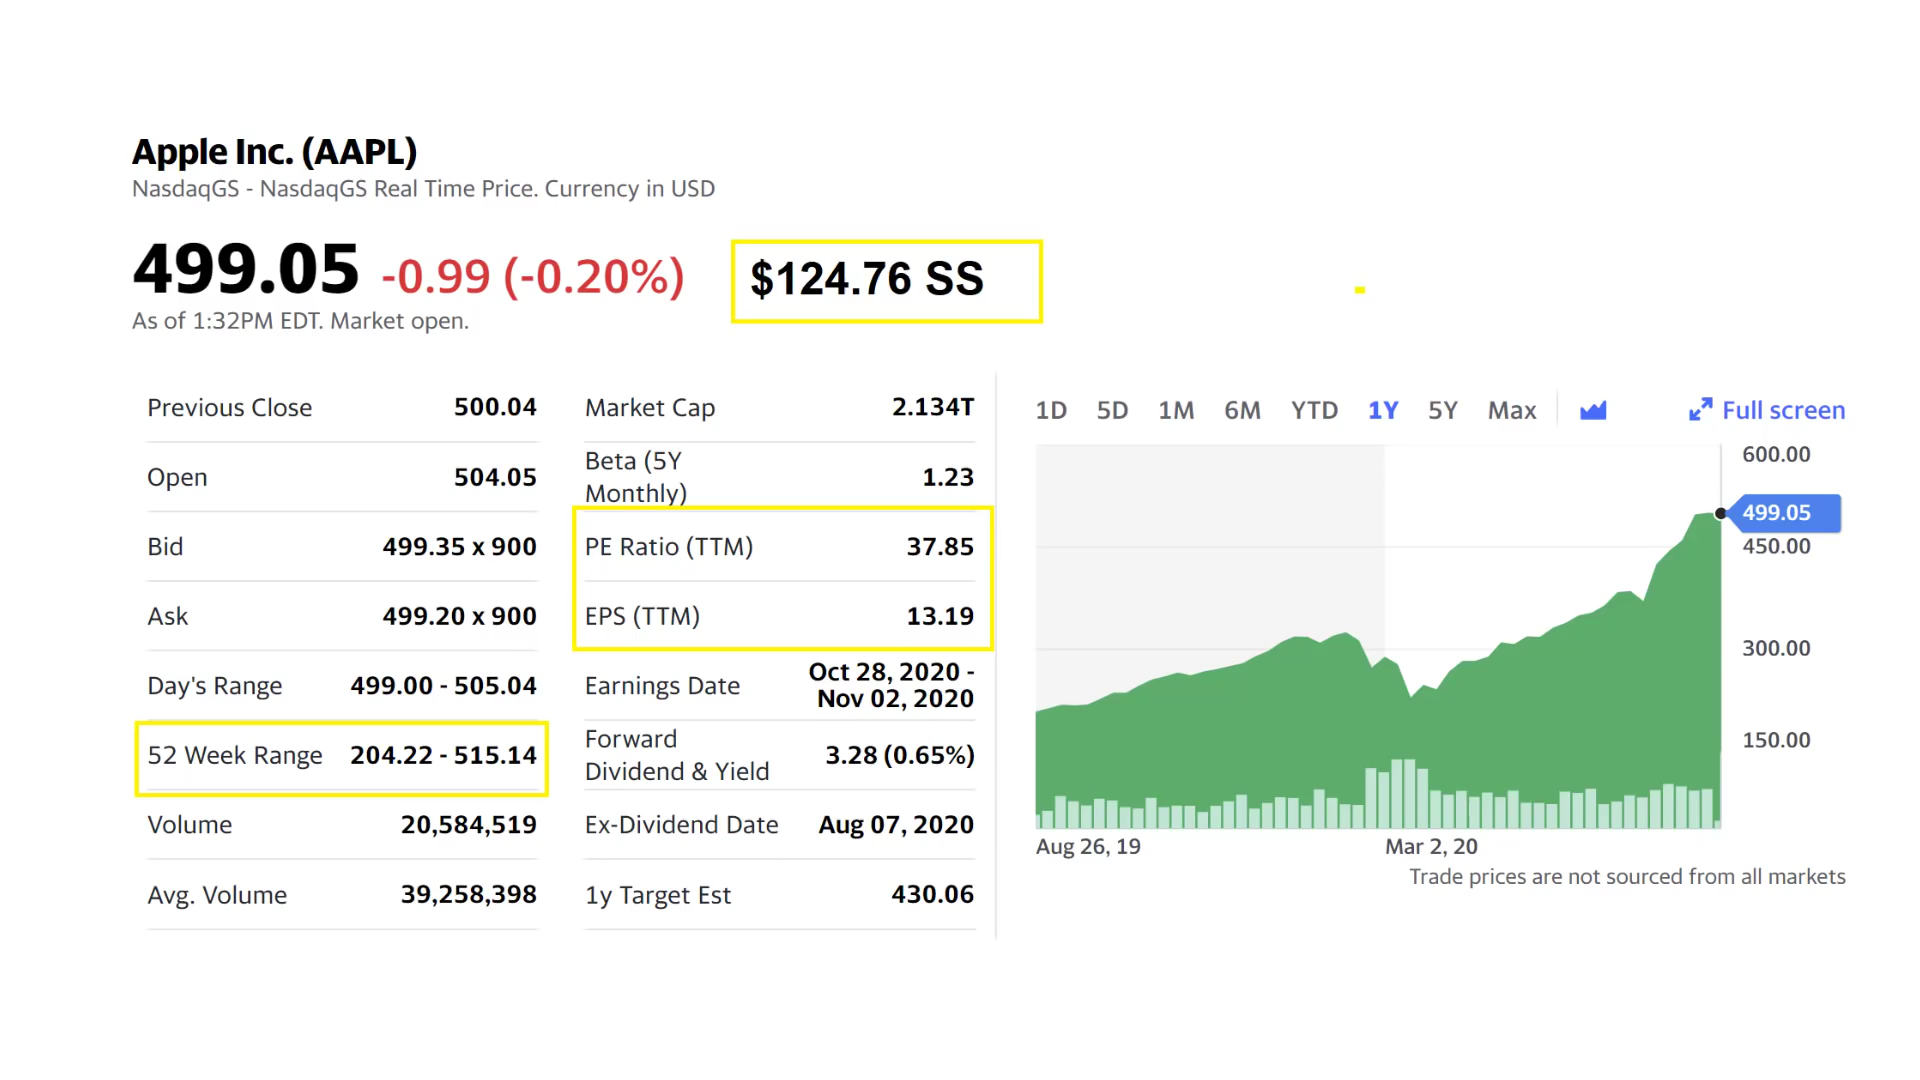 Apple Inc. (AAPL)
NasdaqGS - NasdaqGS Real Time Price. Currency in USD
499.05 -0.99 (-0.20%)
$124.76 SS
As of 1:32PM EDT. Market open.
Previous Close 500.04
Open 504.05
Bid 499.35 x 900
Ask 499.20 x 900
Day's Range 499.00 - 505.04
52 Week Range 204.22 - 515.14
Volume 20,584,519
Avg. Volume 39,258,398
Market Cap 2.134T
Beta (5Y
Monthly) 1.23
PE Ratio (TTM) 37.85
EPS (TTM) 13.19
Earnings Date Oct 28, 2020 -
Nov 02, 2020
Forward
Dividend & Yield 3.28 (0.65%)
Ex-Dividend Date Aug 07, 2020
1y Target Est 430.06
1D 5D 1M 6M YTD 1Y 5Y Max Full screen
600.00
499.05
450.00
300.00
150.00
Aug 26, 19 Mar 2, 20
Trade prices are not sourced from all markets